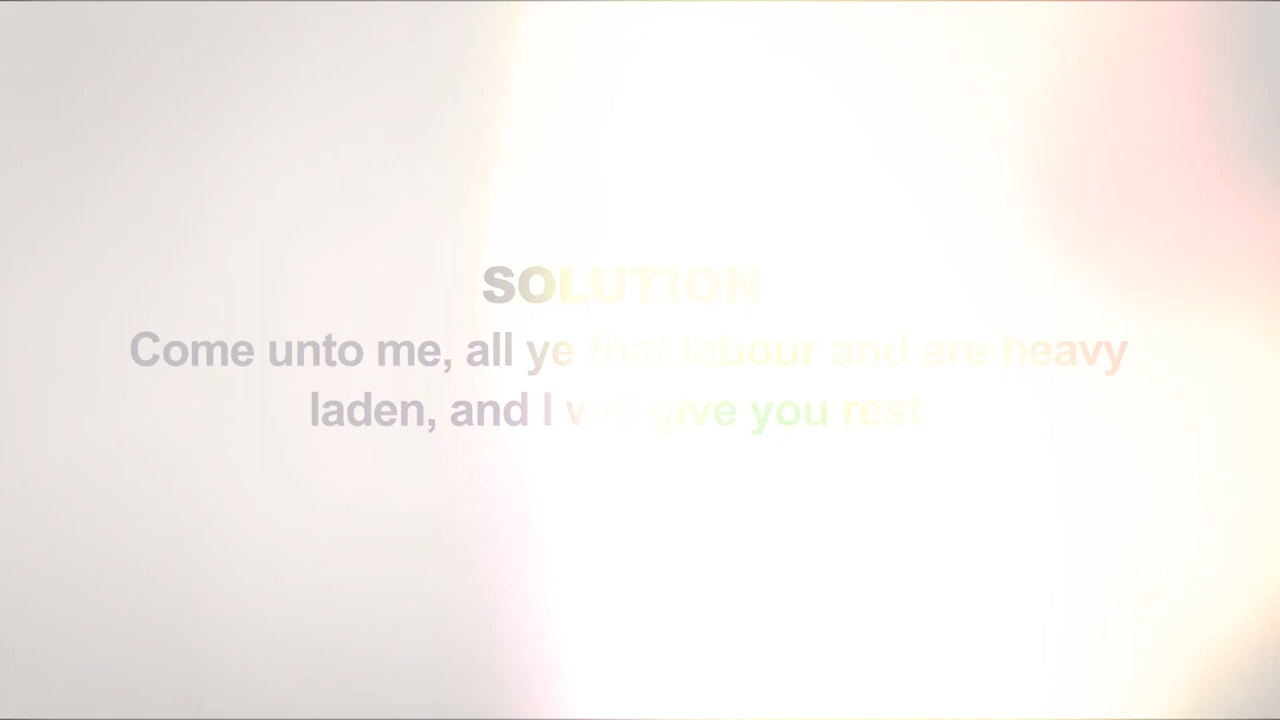 SOLUTION
Come unto me, all ye that labour and are heavy
laden, and I will give you rest